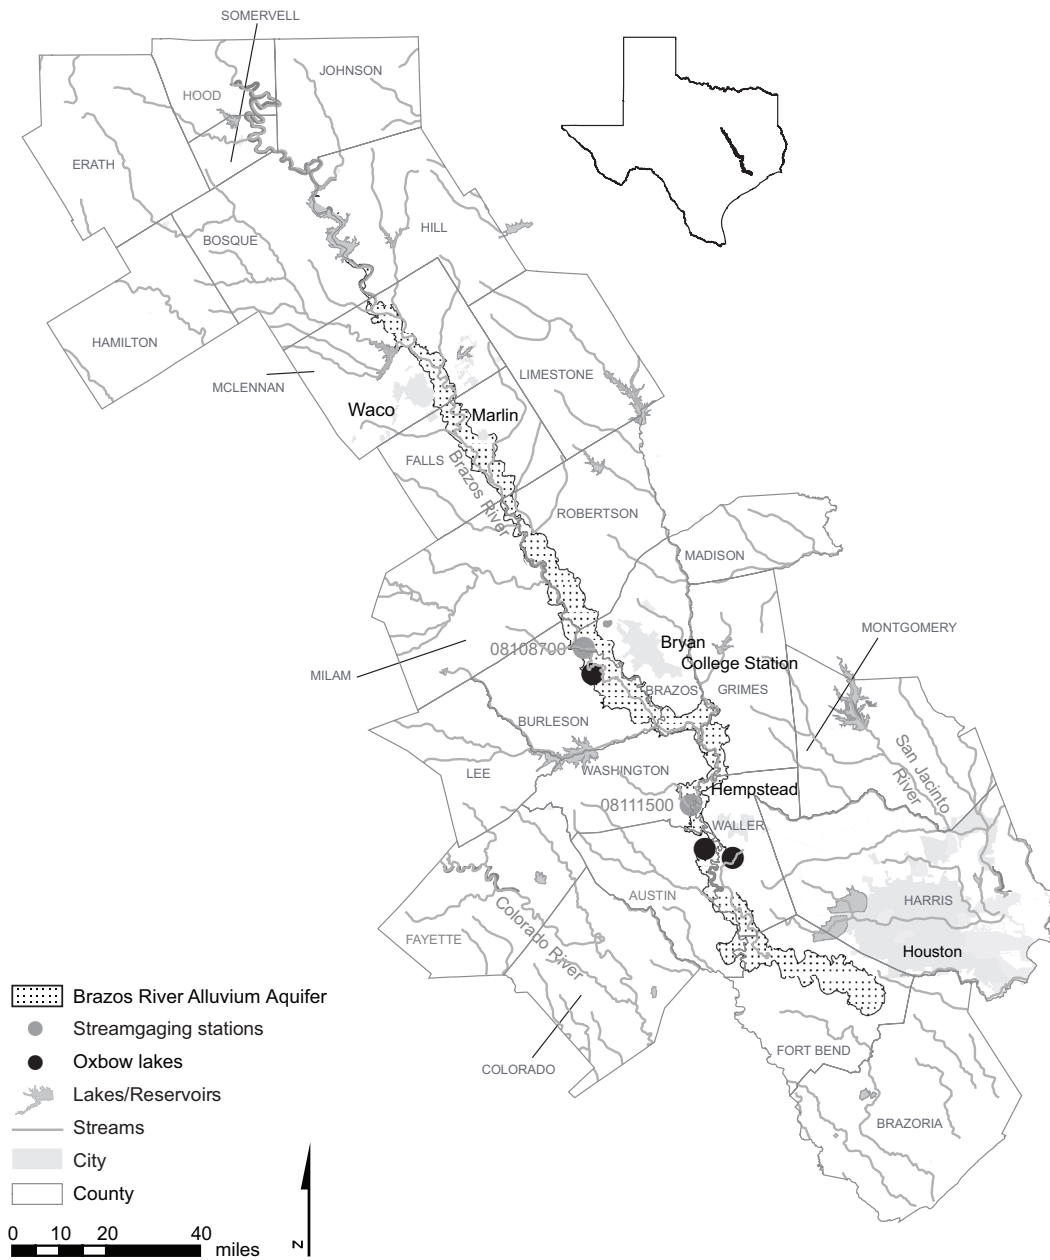 SOMERVELL
JOHNSON
HOOD
ERATH
BOSQUE
HILL
HAMILTON
MCLENNAN
LIMESTONE
Waco
Marlin
FALLS
Brazos River
ROBERTSON
MADISON
MONTGOMERY
08108700
Bryan
College Station
MILAM
BRAZOS
GRIMES
BURLESON
San Jacinto
River
LEE
WASHINGTON
Hempstead
08111500
WALLER
AUSTIN
HARRIS
Colorado River
FAYETTE
Houston
Brazos River Alluvium Aquifer
Streamgaging stations
Oxbow lakes
FORT BEND
COLORADO
Lakes/Reservoirs
BRAZORIA
Streams
City
County
0 10 20 40
miles
N